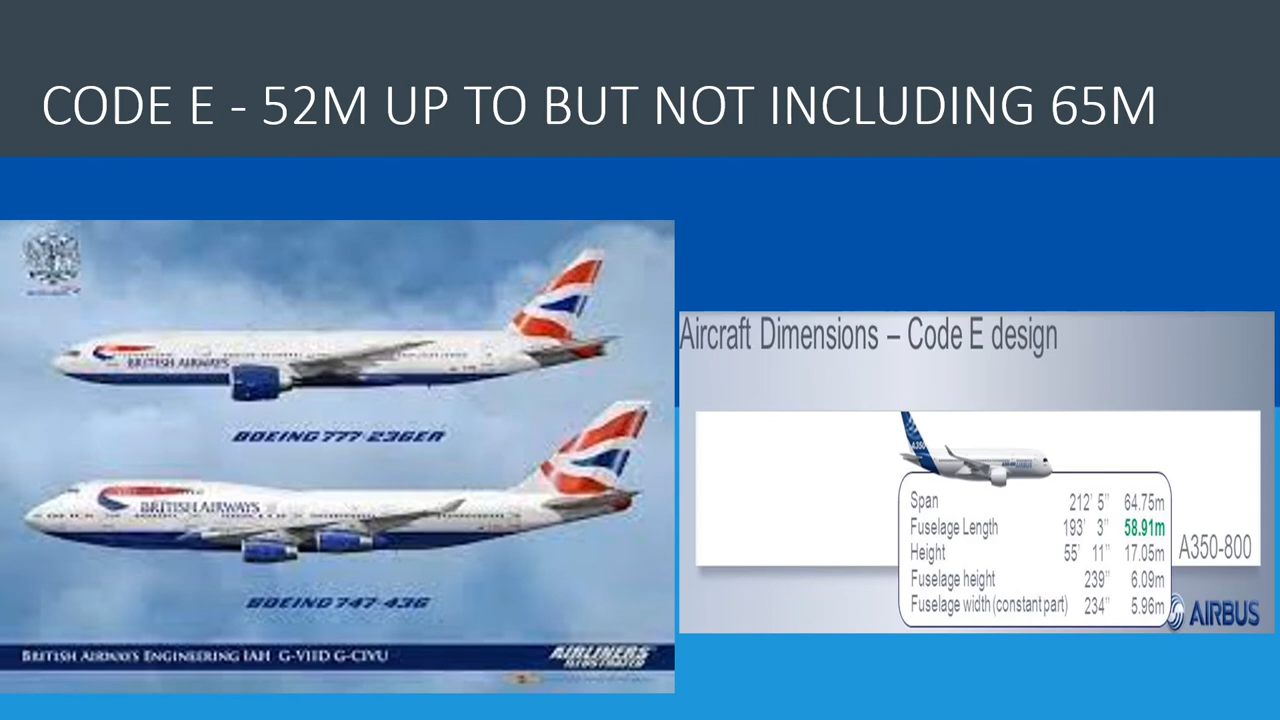 CODE E - 52M UP TO BUT NOT INCLUDING 65M
BRITISH AIRWAYS
BOEING 777-236ER
BRITISH AIRWAYS
BOEING 747-436
BRITISH AIRWAYS ENGINEERING IAH G-VIID G-CIVU
AIRLINERS
ILLUSTRATED
Aircraft Dimensions – Code E design
A350
Span 212' 5" 64.75m
Fuselage Length 193' 3" 58.91m
Height 55' 11" 17.05m
Fuselage height 239" 6.09m
Fuselage width (constant part) 234" 5.96m
A350-800
AIRBUS